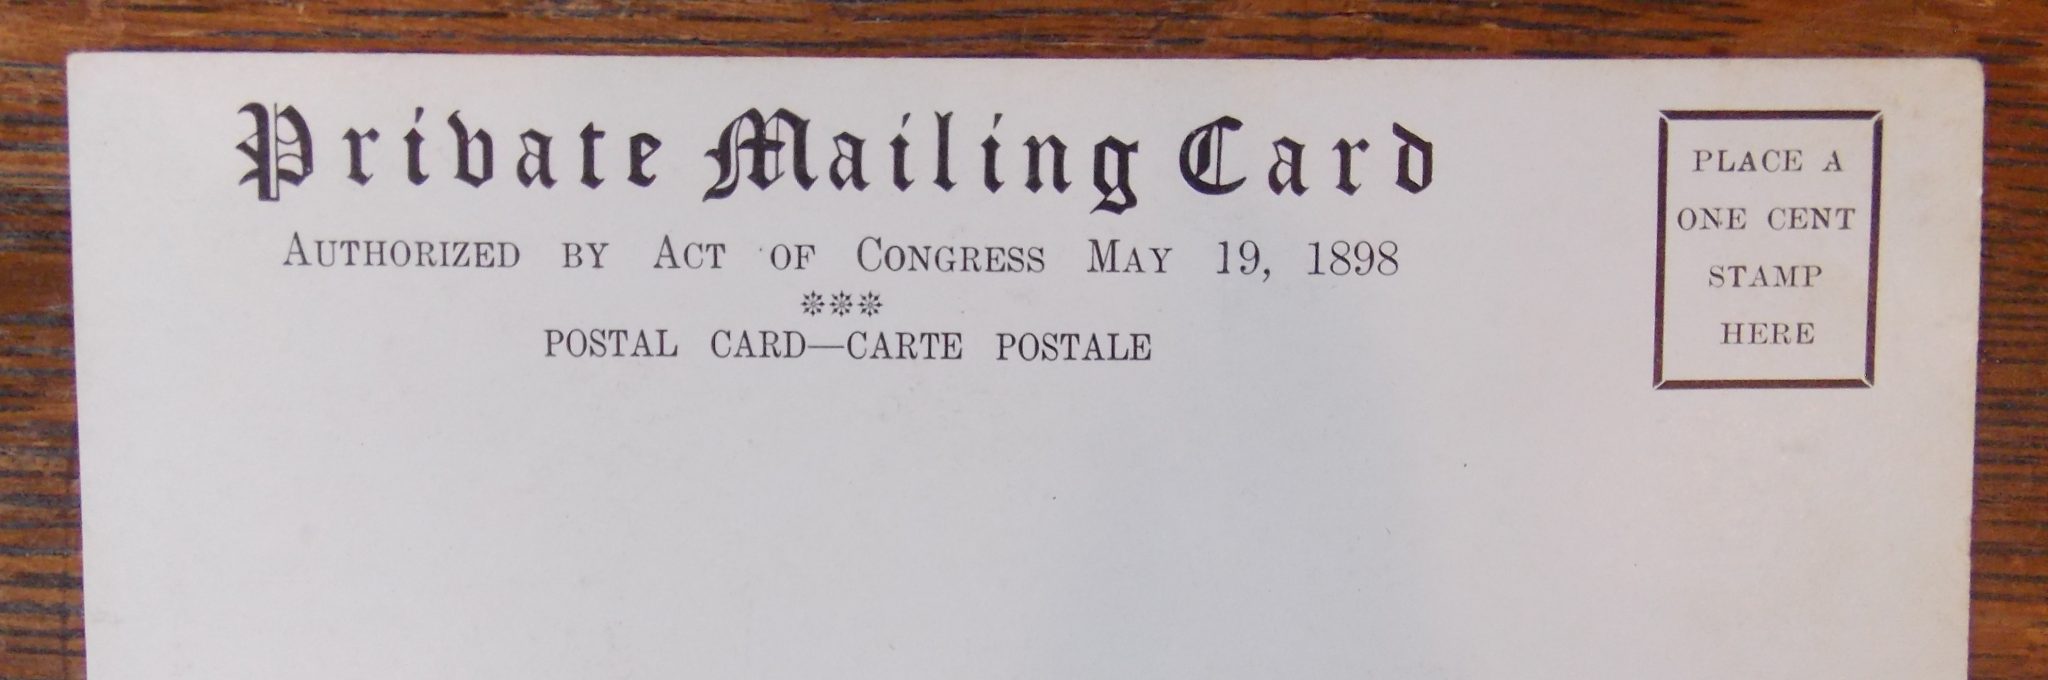 Private Mailing Card
AUTHORIZED BY ACT OF CONGRESS MAY 19, 1898
POSTAL CARD—CARTE POSTALE
PLACE A
ONE CENT
STAMP
HERE